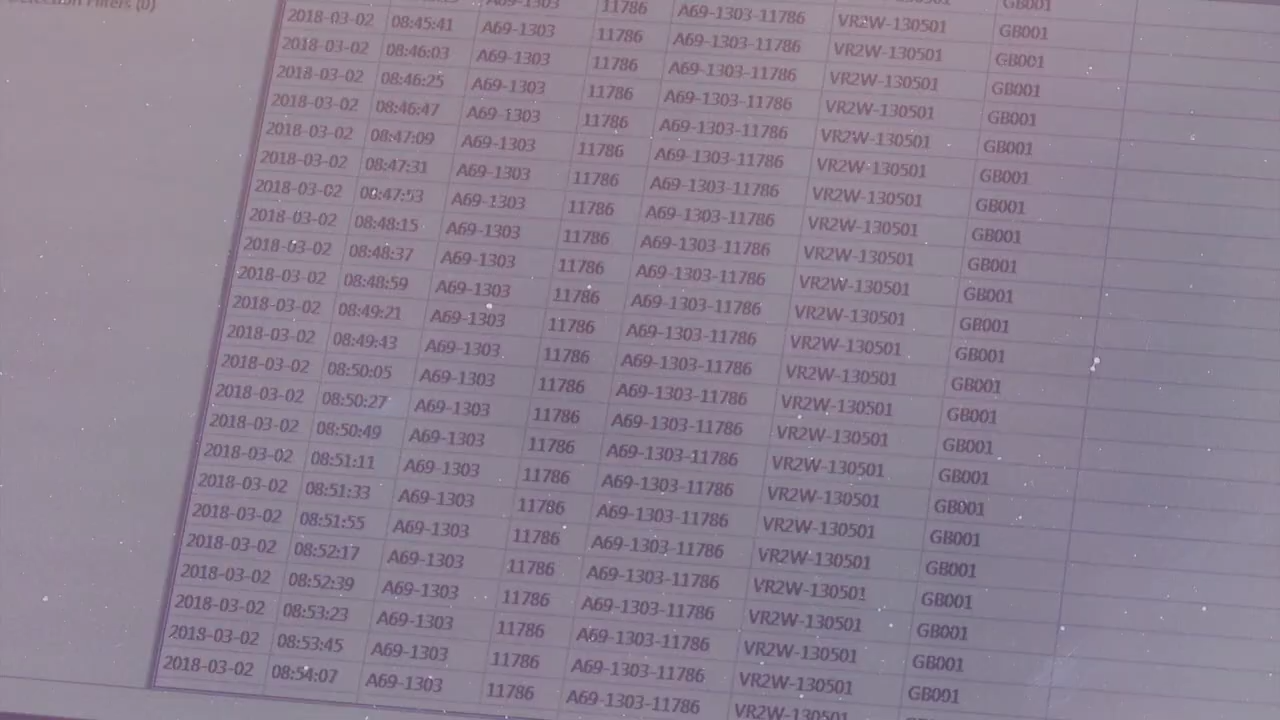 Detection Filters (0)
GB001
A69-1303 11786 A69-1303-11786 VR2W-130501 GB001
2018-03-02 08:45:41 A69-1303 11786 A69-1303-11786 VR2W-130501 GB001
2018-03-02 08:46:03 A69-1303 11786 A69-1303-11786 VR2W-130501 GB001
2018-03-02 08:46:25 A69-1303 11786 A69-1303-11786 VR2W-130501 GB001
2018-03-02 08:46:47 A69-1303 11786 A69-1303-11786 VR2W-130501 GB001
2018-03-02 08:47:09 A69-1303 11786 A69-1303-11786 VR2W-130501 GB001
2018-03-02 08:47:31 A69-1303 11786 A69-1303-11786 VR2W-130501 GB001
2018-03-02 08:47:53 A69-1303 11786 A69-1303-11786 VR2W-130501 GB001
2018-03-02 08:48:15 A69-1303 11786 A69-1303-11786 VR2W-130501 GB001
2018-03-02 08:48:37 A69-1303 11786 A69-1303-11786 VR2W-130501 GB001
2018-03-02 08:48:59 A69-1303 11786 A69-1303-11786 VR2W-130501 GB001
2018-03-02 08:49:21 A69-1303 11786 A69-1303-11786 VR2W-130501 GB001
2018-03-02 08:49:43 A69-1303 11786 A69-1303-11786 VR2W-130501 GB001
2018-03-02 08:50:05 A69-1303 11786 A69-1303-11786 VR2W-130501 GB001
2018-03-02 08:50:27 A69-1303 11786 A69-1303-11786 VR2W-130501 GB001
2018-03-02 08:50:49 A69-1303 11786 A69-1303-11786 VR2W-130501 GB001
2018-03-02 08:51:11 A69-1303 11786 A69-1303-11786 VR2W-130501 GB001
2018-03-02 08:51:33 A69-1303 11786 A69-1303-11786 VR2W-130501 GB001
2018-03-02 08:51:55 A69-1303 11786 A69-1303-11786 VR2W-130501 GB001
2018-03-02 08:52:17 A69-1303 11786 A69-1303-11786 VR2W-130501 GB001
2018-03-02 08:52:39 A69-1303 11786 A69-1303-11786 VR2W-130501 GB001
2018-03-02 08:53:23 A69-1303 11786 A69-1303-11786 VR2W-130501 GB001
2018-03-02 08:53:45 A69-1303 11786 A69-1303-11786 VR2W-130501 GB001
2018-03-02 08:54:07 A69-1303 11786 A69-1303-11786 VR2W-130501